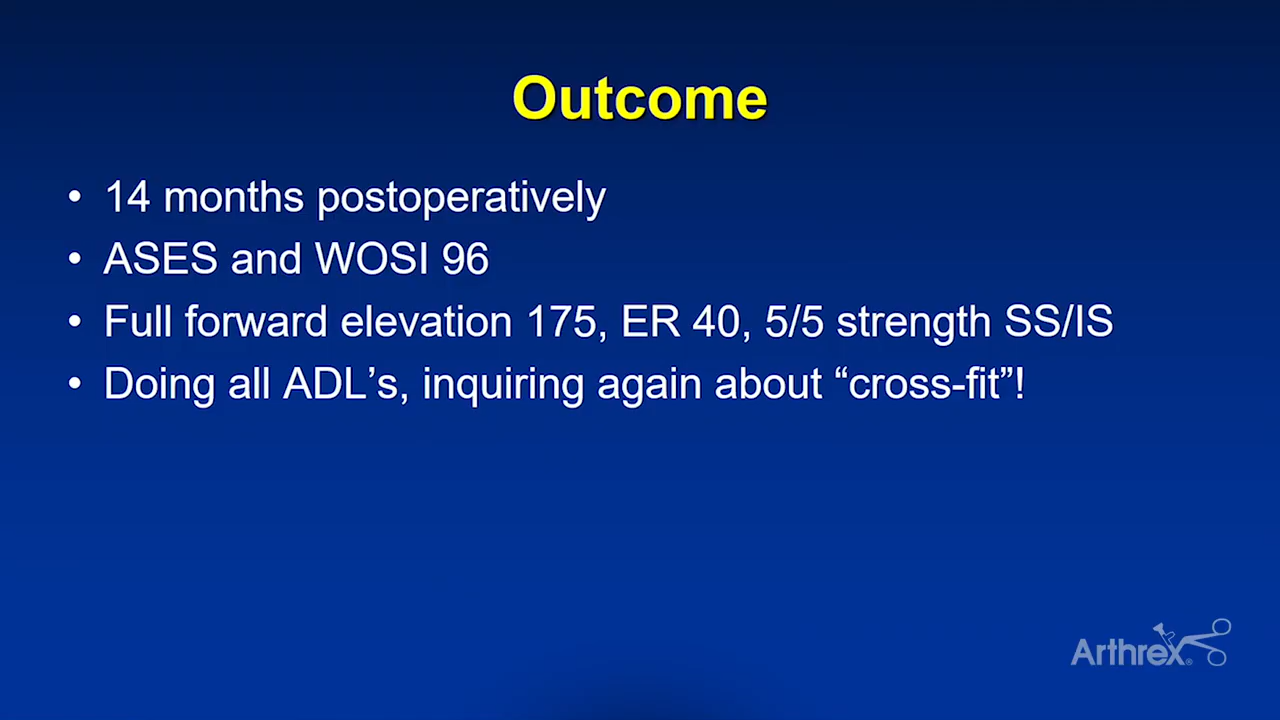 Outcome
• 14 months postoperatively
• ASES and WOSI 96
• Full forward elevation 175, ER 40, 5/5 strength SS/IS
• Doing all ADL’s, inquiring again about “cross-fit”!
Arthrex®